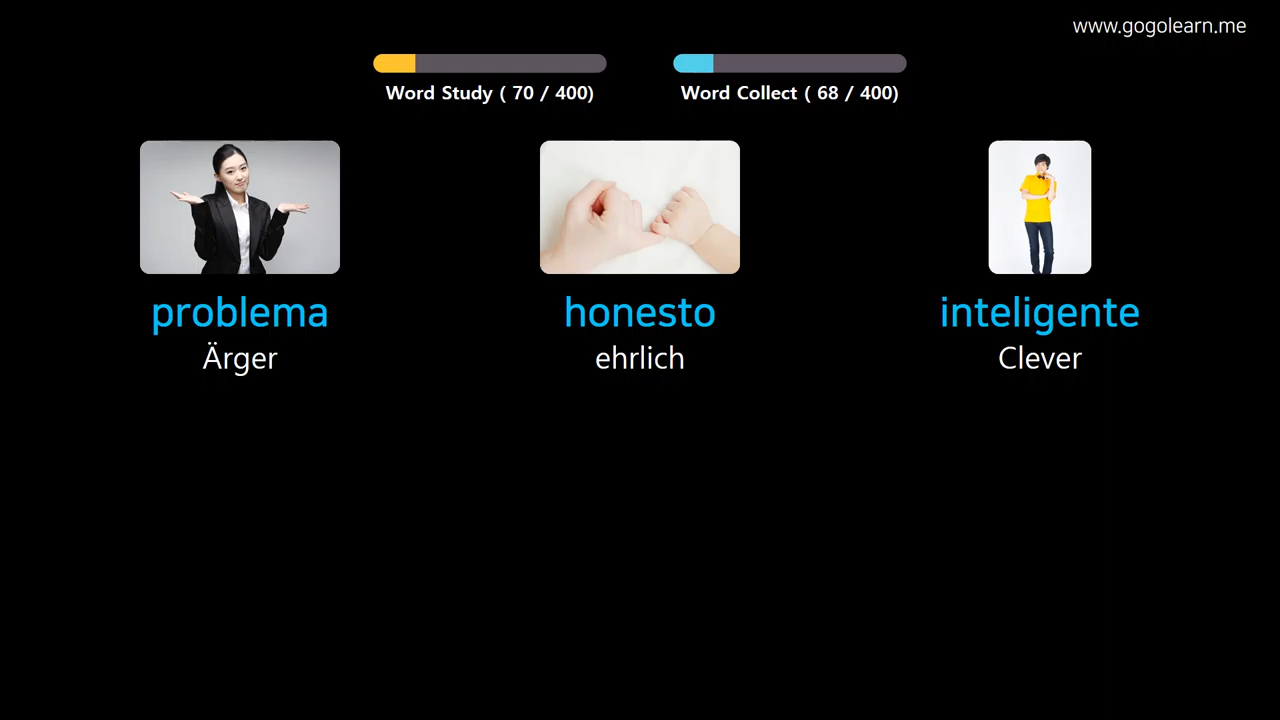 www.gogolearn.me
Word Study ( 70 / 400)
Word Collect ( 68 / 400)
problema
Ärger
honesto
ehrlich
inteligente
Clever